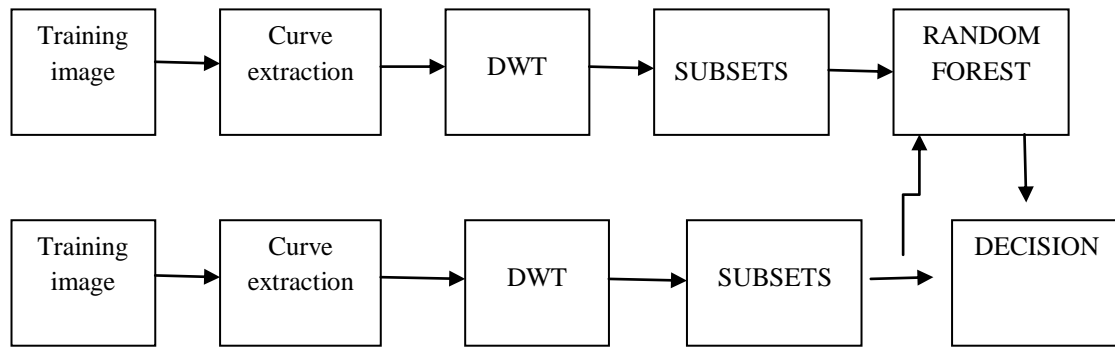 Training
image
Curve
extraction
DWT
SUBSETS
RANDOM
FOREST
Training
image
Curve
extraction
DWT
SUBSETS
DECISION